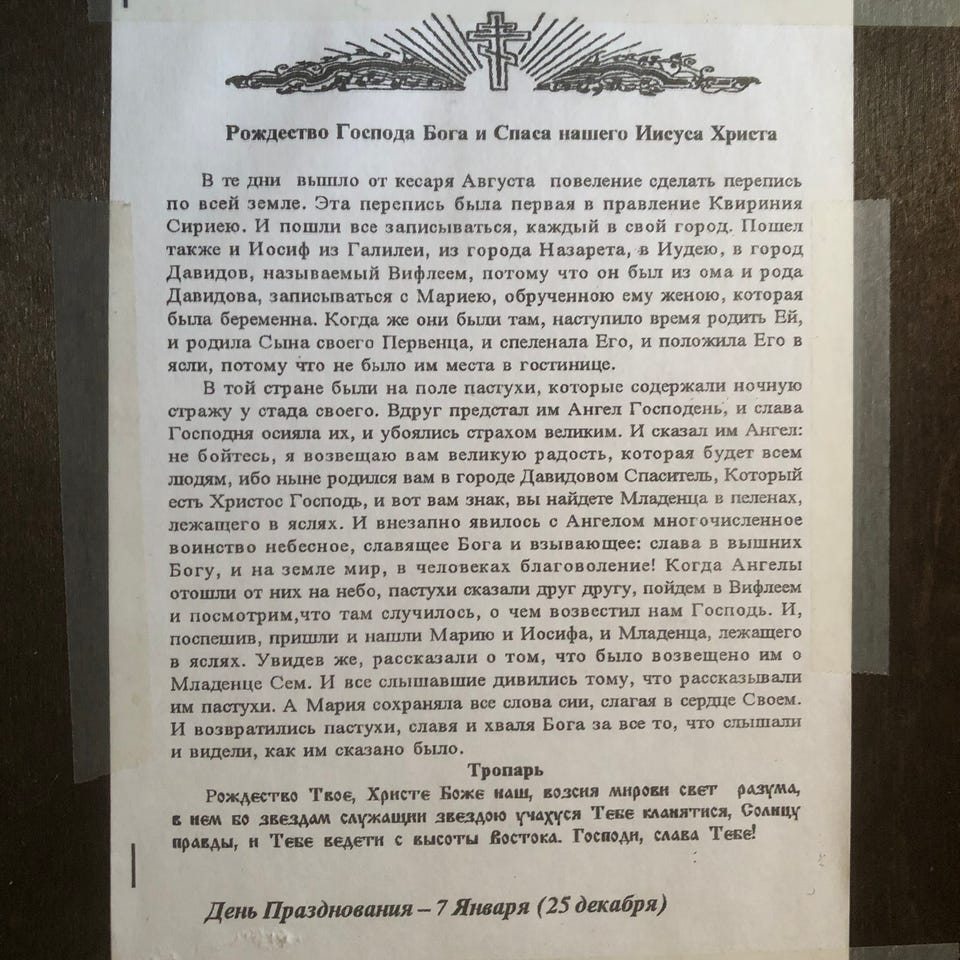 Рождество Господа Бога и Спаса нашего Иисуса Христа
В те дни вышло от кесаря Августа повеление сделать перепись
по всей земле. Эта перепись была первая в правление Квириния
Сириею. И пошли все записываться, каждый в свой город. Пошел
также и Иосиф из Галилеи, из города Назарета, в Иудею, в город
Давидов, называемый Вифлеем, потому что он был из ома и рода
Давидова, записываться с Мариею, обрученною ему женою, которая
была беременна. Когда же они были там, наступило время родить Ей,
и родила Сына своего Первенца, и спеленала Его, и положила Его в
ясли, потому что не было им места в гостинице.
В той стране были на поле пастухи, которые содержали ночную
стражу у стада своего. Вдруг предстал им Ангел Господень, и слава
Господня осияла их, и убоялись страхом великим. И сказал им Ангел:
не бойтесь, я возвещаю вам великую радость, которая будет всем
людям, ибо ныне родился вам в городе Давидовом Спаситель, Который
есть Христос Господь, и вот вам знак, вы найдете Младенца в пеленах,
лежащего в яслях. И внезапно явилось с Ангелом многочисленное
воинство небесное, славящее Бога и взывающее: слава в вышних
Богу, и на земле мир, в человеках благоволение! Когда Ангелы
отошли от них на небо, пастухи сказали друг другу, пойдем в Вифлеем
и посмотрим,что там случилось, о чем возвестил нам Господь. И,
поспешив, пришли и нашли Марию и Иосифа, и Младенца, лежащего
в яслях. Увидев же, рассказали о том, что было возвещено им о
Младенце Сем. И все слышавшие дивились тому, что рассказывали
им пастухи. А Мария сохраняла все слова сии, слагая в сердце Своем.
И возвратились пастухи, славя и хваля Бога за все то, что слышали
и видели, как им сказано было.
Тропарь
Рождество Твое, Христе Боже наш, возсия мирови свет разума,
в нем бо звездам служащии звездою учахуся Тебе кланятися, Солнцу
правды, и Тебе ведети с высоты Востока. Господи, слава Тебе!
День Празднования – 7 Января (25 декабря)